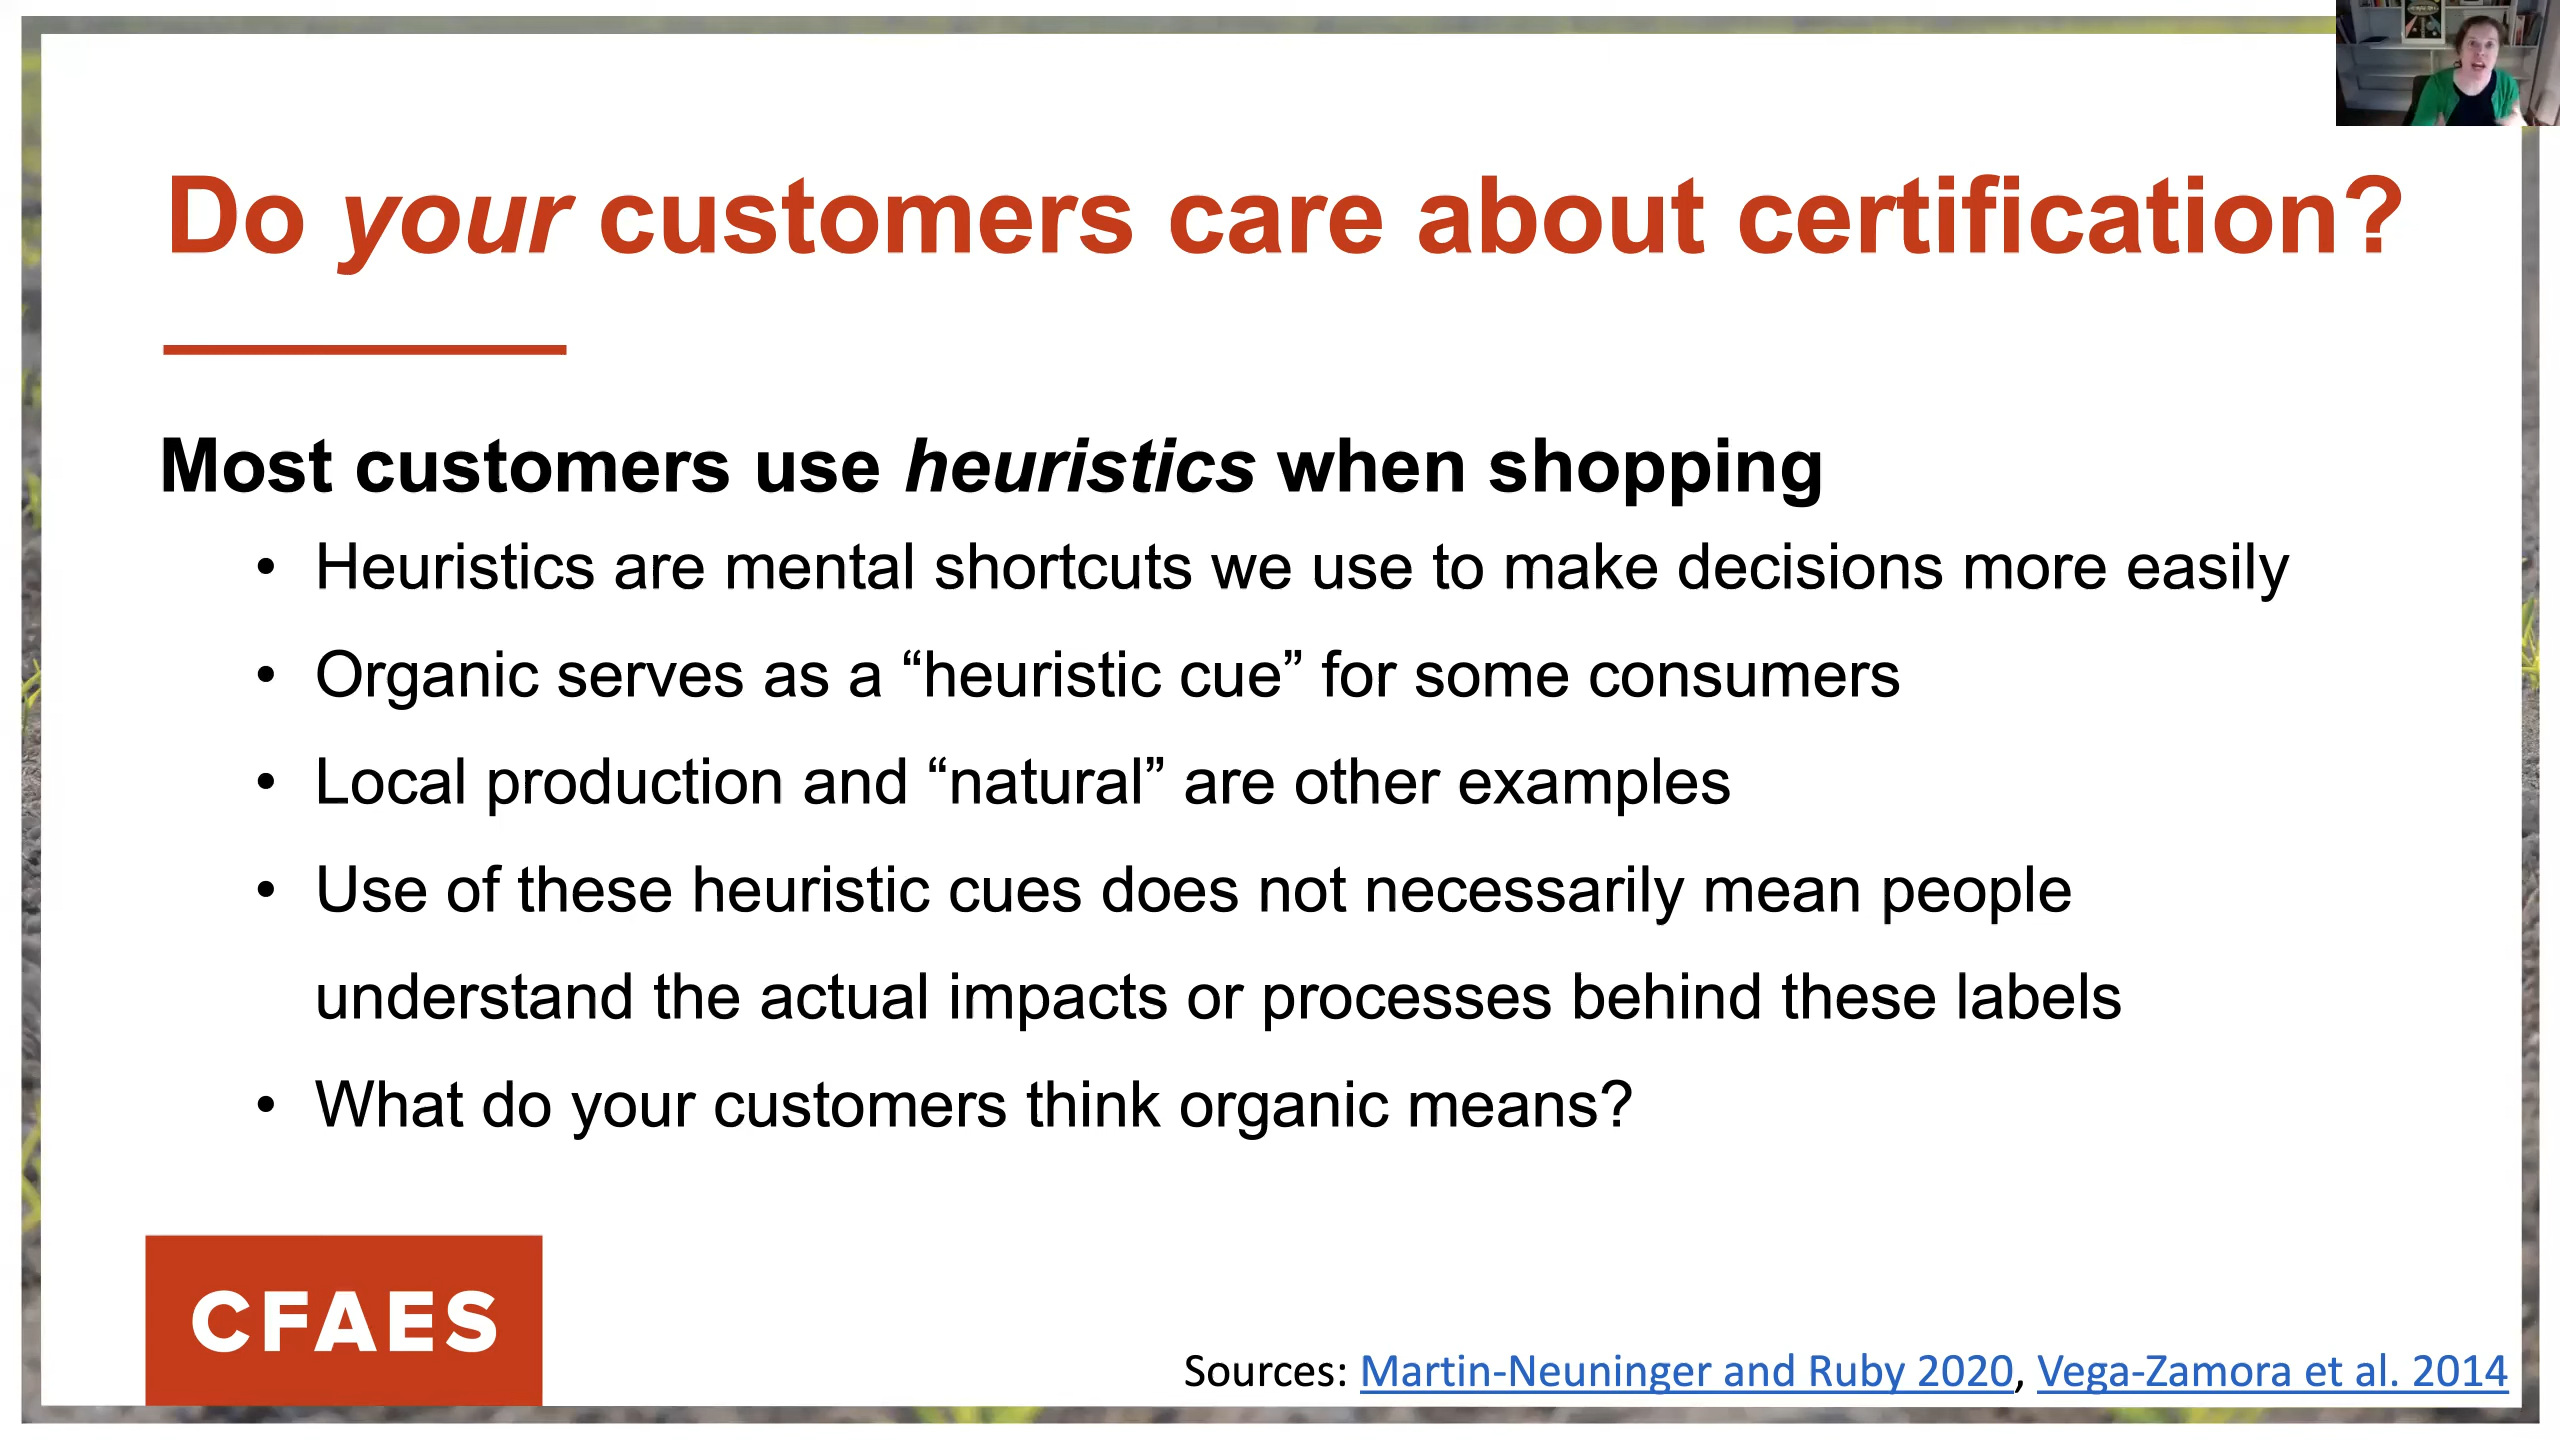 Do your customers care about certification?
Most customers use heuristics when shopping
• Heuristics are mental shortcuts we use to make decisions more easily
• Organic serves as a “heuristic cue” for some consumers
• Local production and “natural” are other examples
• Use of these heuristic cues does not necessarily mean people
understand the actual impacts or processes behind these labels
• What do your customers think organic means?
CFAES
Sources: Martin-Neuninger and Ruby 2020, Vega-Zamora et al. 2014